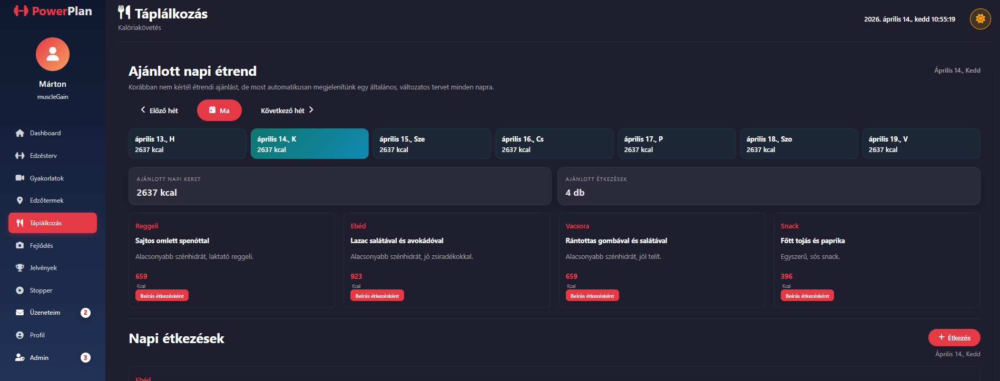 PowerPlan
Márton
muscleGain
Dashboard
Edzésterv
Gyakorlatok
Edzőtermek
Táplálkozás
Fejlődés
Jelvények
Stopper
Üzeneteim 2
Profil
Admin 3
Táplálkozás
Kalóriakövetés
2026. április 14., kedd 10:55:19
Ajánlott napi étrend
Április 14., Kedd
Korábban nem kértél étrendi ajánlást, de most automatikusan megjelenítünk egy általános, változatos tervet minden napra.
Előző hét
Ma
Következő hét
április 13., H
2637 kcal
április 14., K
2637 kcal
április 15., Sze
2637 kcal
április 16., Cs
2637 kcal
április 17., P
2637 kcal
április 18., Szo
2637 kcal
április 19., V
2637 kcal
AJÁNLOTT NAPI KERET
2637 kcal
AJÁNLOTT ÉTKEZÉSEK
4 db
Reggeli
Sajtos omlett spenóttal
Alacsonyabb szénhidrát, laktató reggeli.
659
Kcal
Beírás étkezésként
Ebéd
Lazac salátával és avokádóval
Alacsonyabb szénhidrát, jó zsiradékokkal.
923
Kcal
Beírás étkezésként
Vacsora
Rántottas gombával és salátával
Alacsonyabb szénhidrát, jól telít.
659
Kcal
Beírás étkezésként
Snack
Főtt tojás és paprika
Egyszerű, sós snack.
396
Kcal
Beírás étkezésként
Napi étkezések
+ Étkezés
Április 14., Kedd
Ebéd